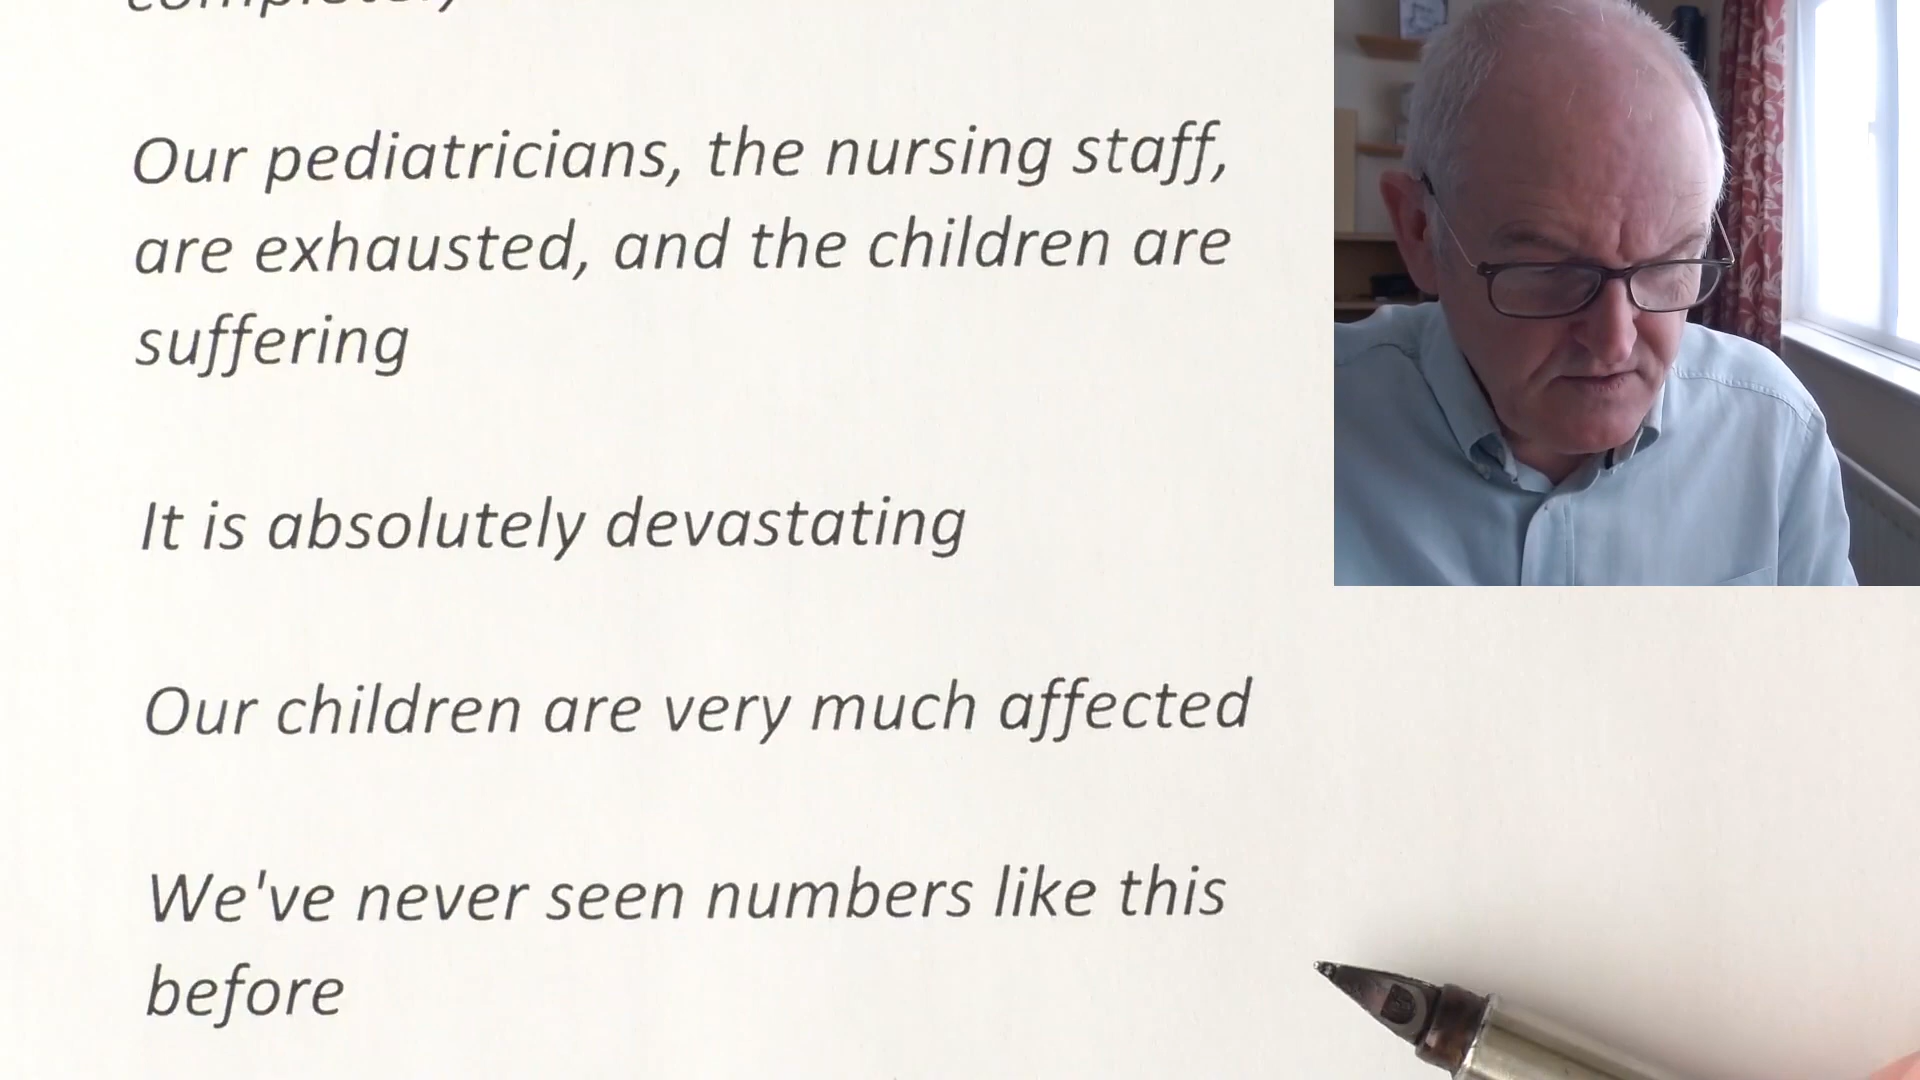 completely
Our pediatricians, the nursing staff,
are exhausted, and the children are
suffering
It is absolutely devastating
Our children are very much affected
We've never seen numbers like this
before